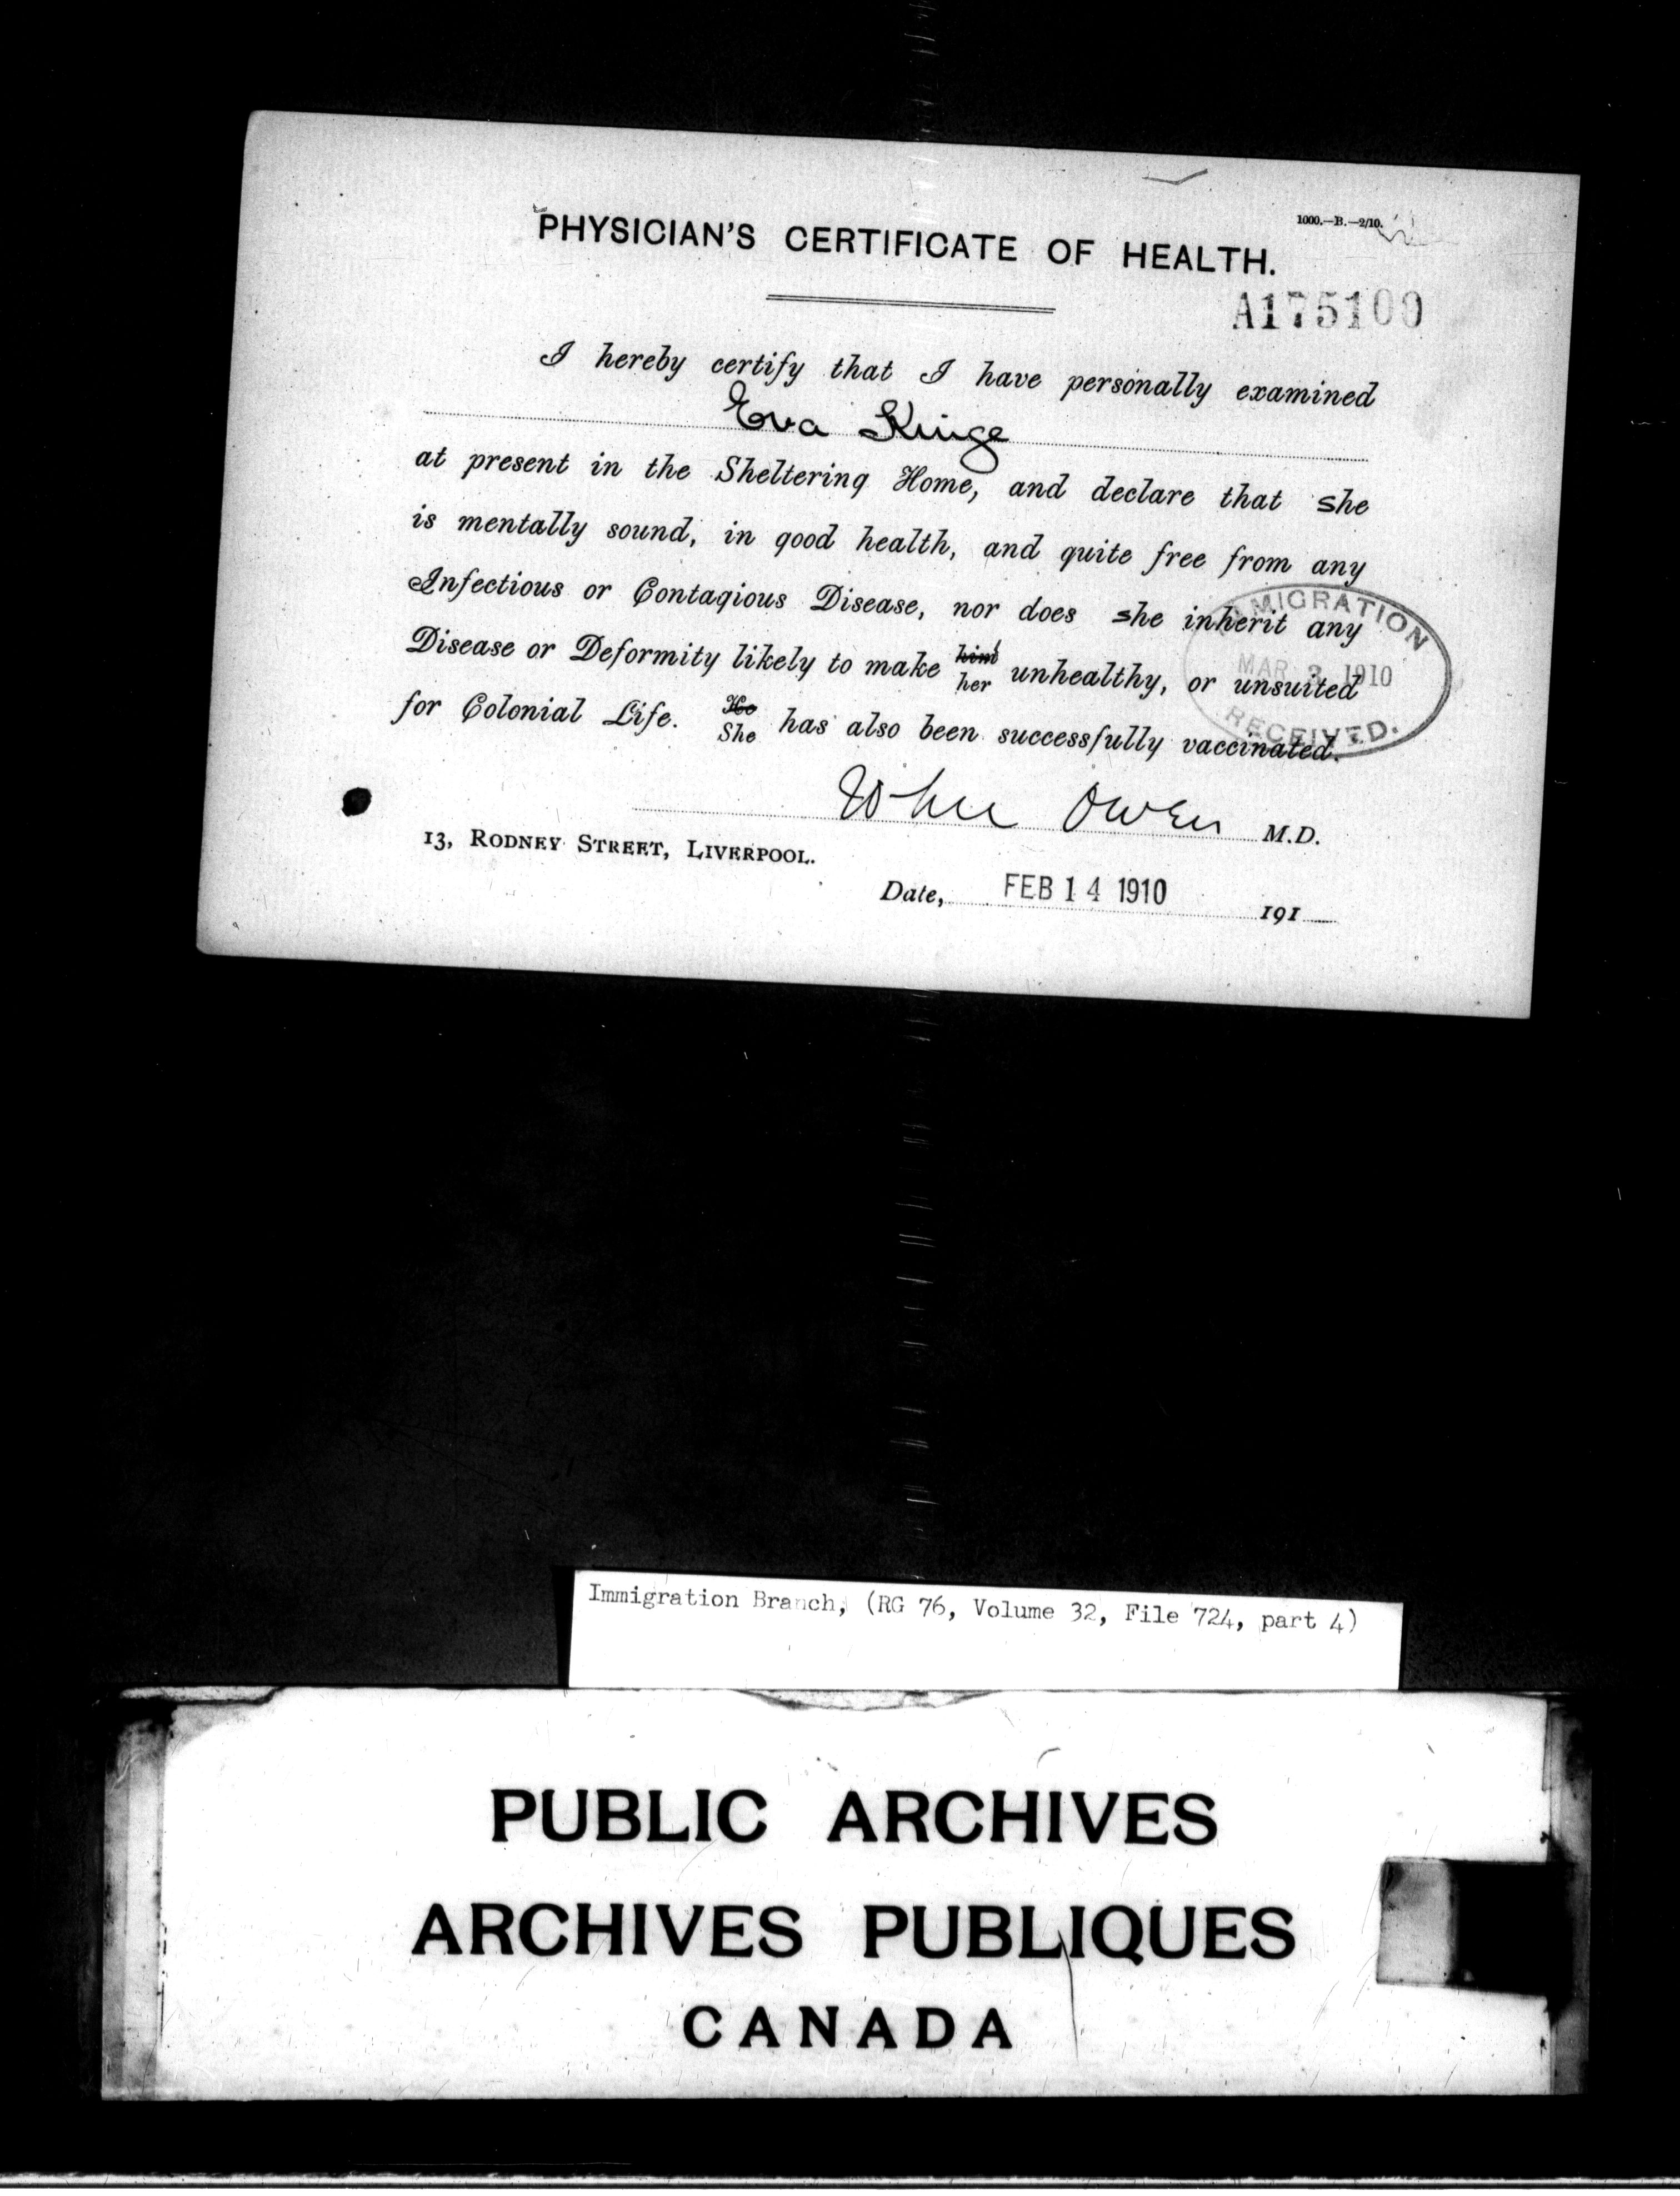 1000.—B.—2/10.
PHYSICIAN'S CERTIFICATE OF HEALTH.
A175109
I hereby certify that I have personally examined
Eva Kinge
at present in the Sheltering Home, and declare that she
is mentally sound, in good health, and quite free from any
Infectious or Contagious Disease, nor does she inherit any
Disease or Deformity likely to make him her unhealthy, or unsuited
for Colonial Life. He She has also been successfully vaccinated.
IMMIGRATION
MAR 3 1910
RECEIVED.
Owen M.D.
13, RODNEY STREET, LIVERPOOL.
Date, FEB 14 1910 191
Immigration Branch, (RG 76, Volume 32, File 724, part 4)
PUBLIC ARCHIVES
ARCHIVES PUBLIQUES
CANADA